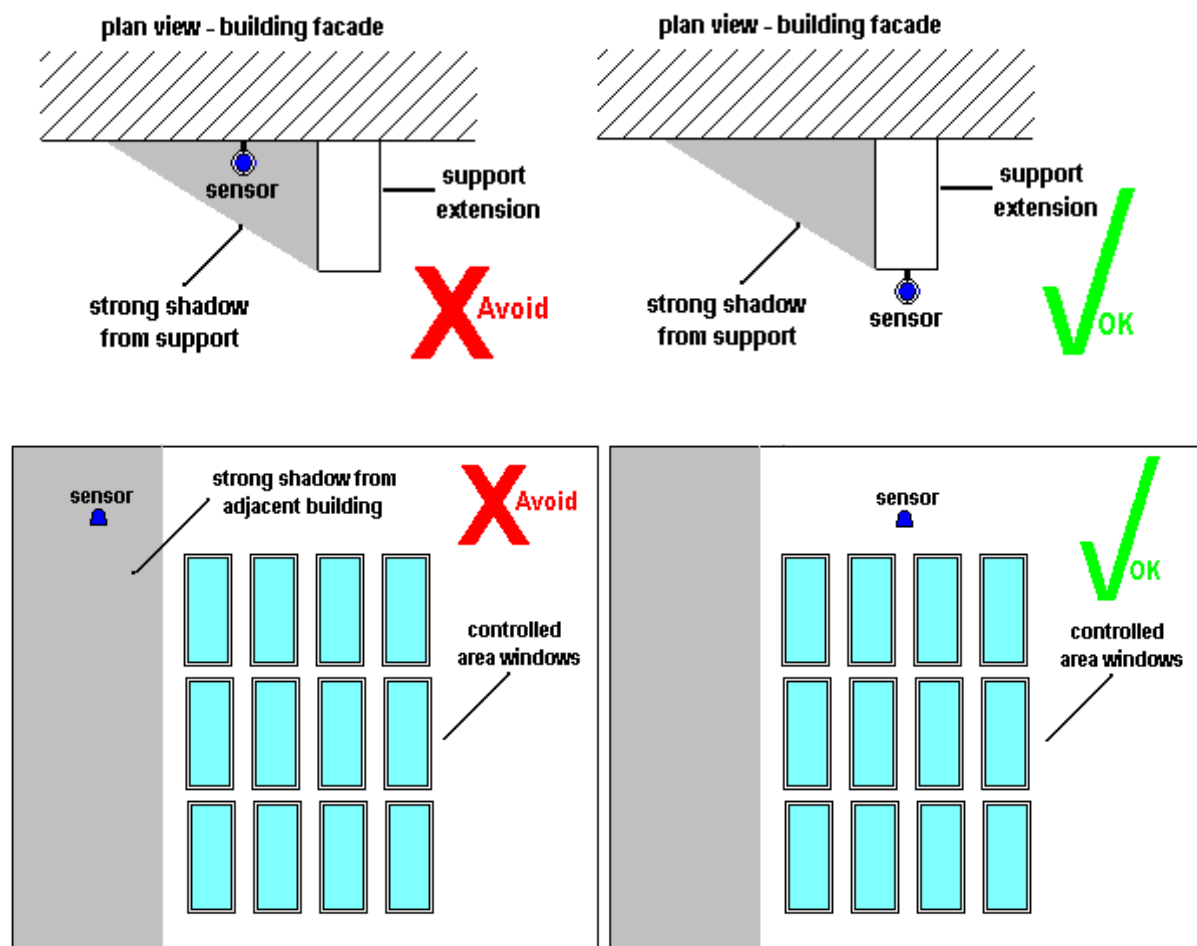 plan view - building facade
sensor
support
extension
strong shadow
from support
X Avoid
plan view - building facade
support
extension
strong shadow
from support
sensor
OK
sensor
strong shadow from
adjacent building
X Avoid
controlled
area windows
sensor
OK
controlled
area windows